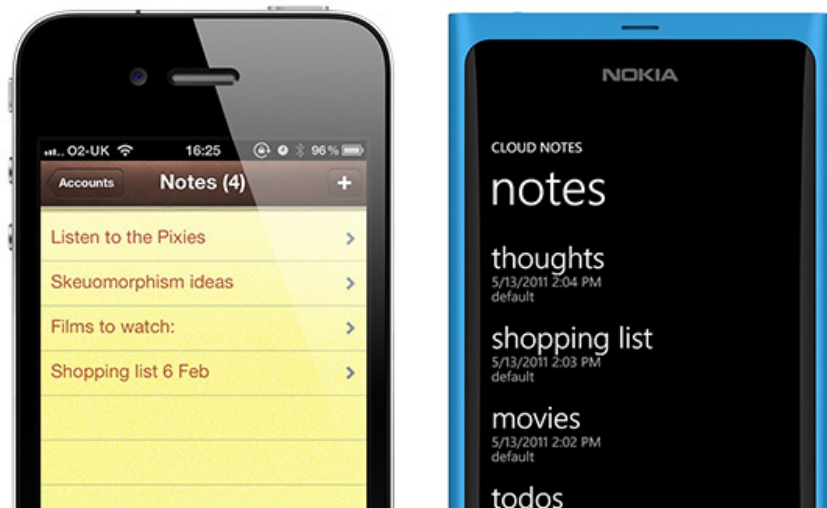 O2-UK 16:25 96%
Accounts Notes (4) +
Listen to the Pixies
Skeuomorphism ideas
Films to watch:
Shopping list 6 Feb
NOKIA
CLOUD NOTES
notes
thoughts
5/13/2011 2:04 PM
default
shopping list
5/13/2011 2:03 PM
default
movies
5/13/2011 2:02 PM
default
todos